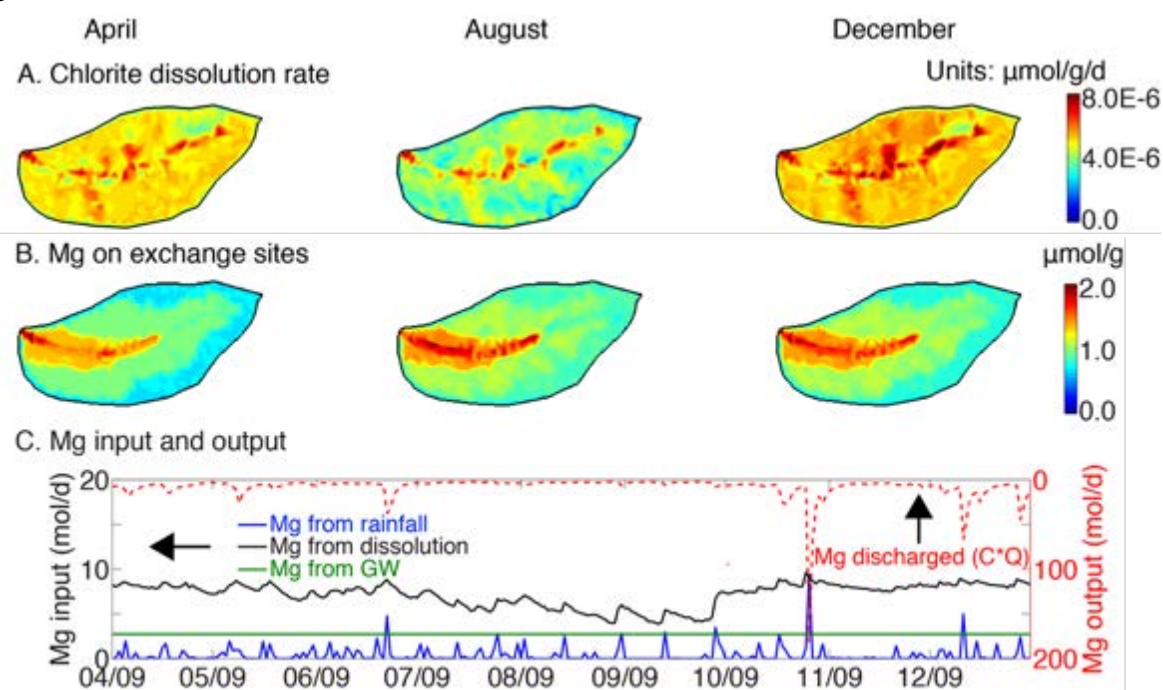 April August December
A. Chlorite dissolution rate Units: μmol/g/d
8.0E-6
4.0E-6
0.0
B. Mg on exchange sites μmol/g
2.0
1.0
0.0
C. Mg input and output
20 0
Mg from rainfall
Mg from dissolution
Mg discharged (C*Q)
Mg from GW
10 100
0 200
Mg input (mol/d)
Mg output (mol/d)
04/09 05/09 06/09 07/09 08/09 09/09 10/09 11/09 12/09